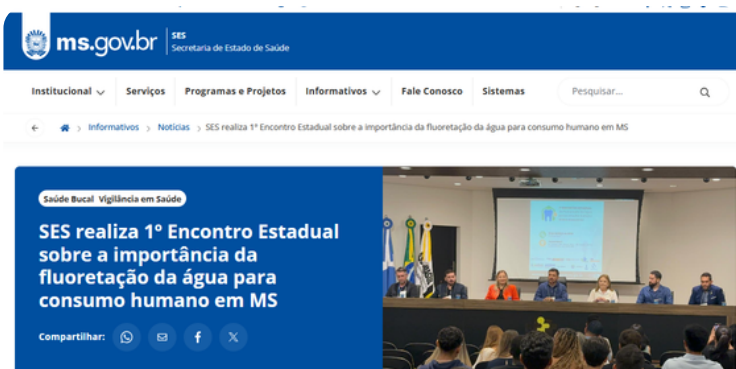 ms.gov.br
SES
Secretaria de Estado de Saúde
Institucional Serviços Programas e Projetos Informativos Fale Conosco Sistemas Pesquisar...
Informativos > Notícias > SES realiza 1º Encontro Estadual sobre a importância da fluoretação da água para consumo humano em MS
Saúde Bucal Vigilância em Saúde
SES realiza 1º Encontro Estadual
sobre a importância da
fluoretação da água para
consumo humano em MS
Compartilhar: